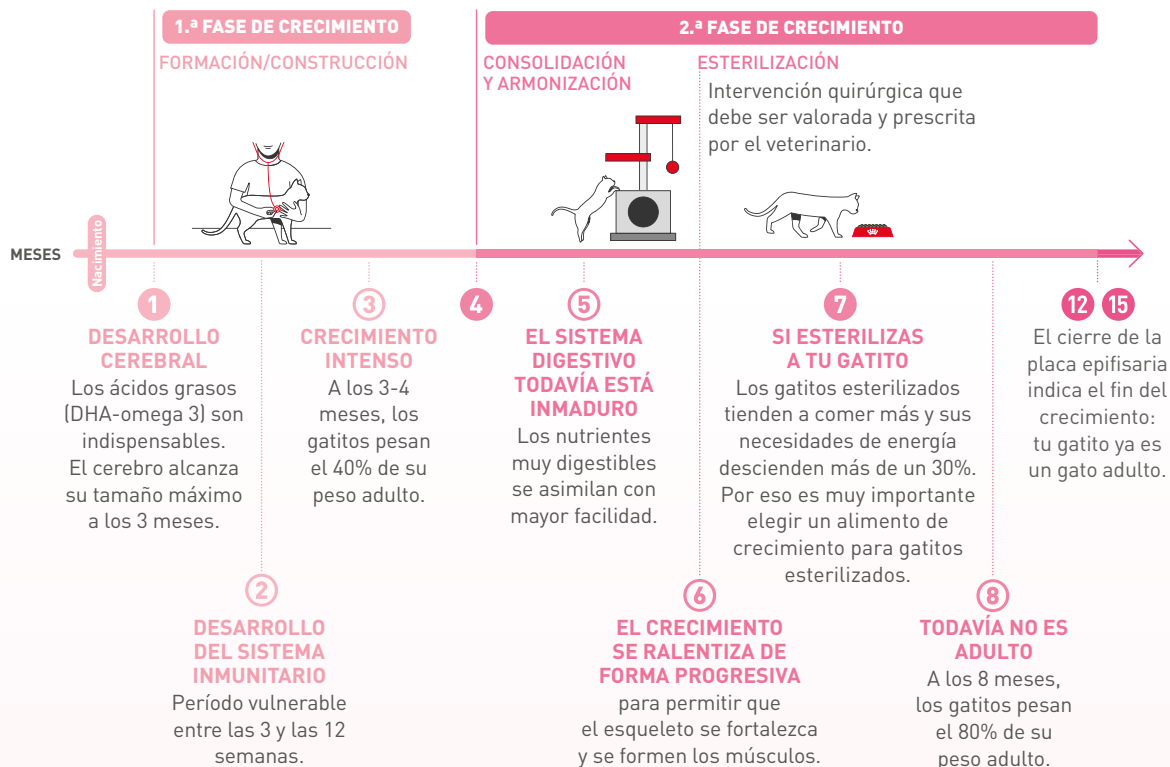 1.ª FASE DE CRECIMIENTO
2.ª FASE DE CRECIMIENTO
FORMACIÓN/CONSTRUCCIÓN
CONSOLIDACIÓN
Y ARMONIZACIÓN
ESTERILIZACIÓN
Intervención quirúrgica que
debe ser valorada y prescrita
por el veterinario.
MESES
Nacimiento
1
DESARROLLO
CEREBRAL
Los ácidos grasos
(DHA-omega 3) son
indispensables.
El cerebro alcanza
su tamaño máximo
a los 3 meses.
2
DESARROLLO
DEL SISTEMA
INMUNITARIO
Período vulnerable
entre las 3 y las 12
semanas.
3
CRECIMIENTO
INTENSO
A los 3-4
meses, los
gatitos pesan
el 40% de su
peso adulto.
4
5
EL SISTEMA
DIGESTIVO
TODAVÍA ESTÁ
INMADURO
Los nutrientes
muy digestibles
se asimilan con
mayor facilidad.
6
EL CRECIMIENTO
SE RALENTIZA DE
FORMA PROGRESIVA
para permitir que
el esqueleto se fortalezca
y se formen los músculos.
7
SI ESTERILIZAS
A TU GATITO
Los gatitos esterilizados
tienden a comer más y sus
necesidades de energía
descienden más de un 30%.
Por eso es muy importante
elegir un alimento de
crecimiento para gatitos
esterilizados.
8
TODAVÍA NO ES
ADULTO
A los 8 meses,
los gatitos pesan
el 80% de su
peso adulto.
12 15
El cierre de la
placa epifisaria
indica el fin del
crecimiento:
tu gatito ya es
un gato adulto.